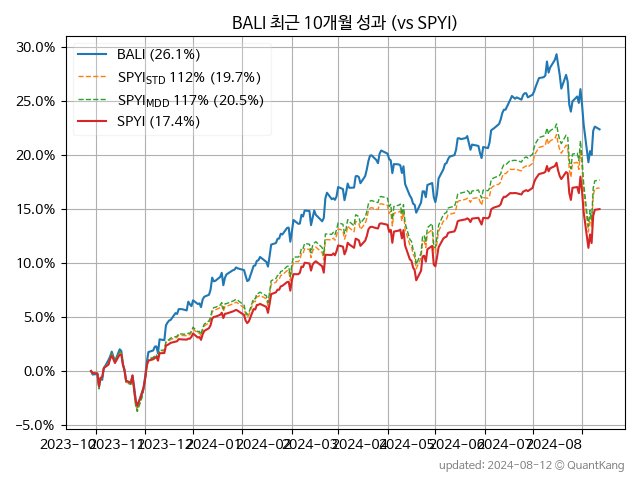 BALI 최근 10개월 성과 (vs SPYI)
30.0%
25.0%
20.0%
15.0%
10.0%
5.0%
0.0%
-5.0%
BALI (26.1%)
SPYI_STD 112% (19.7%)
SPYI_MDD 117% (20.5%)
SPYI (17.4%)
2023-10 2023-11 2023-12 2024-01 2024-02 2024-03 2024-04 2024-05 2024-06 2024-07 2024-08
updated: 2024-08-12 © QuantKang